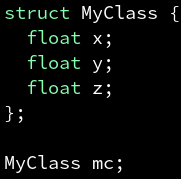 struct MyClass {
  float x;
  float y;
  float z;
};

MyClass mc;